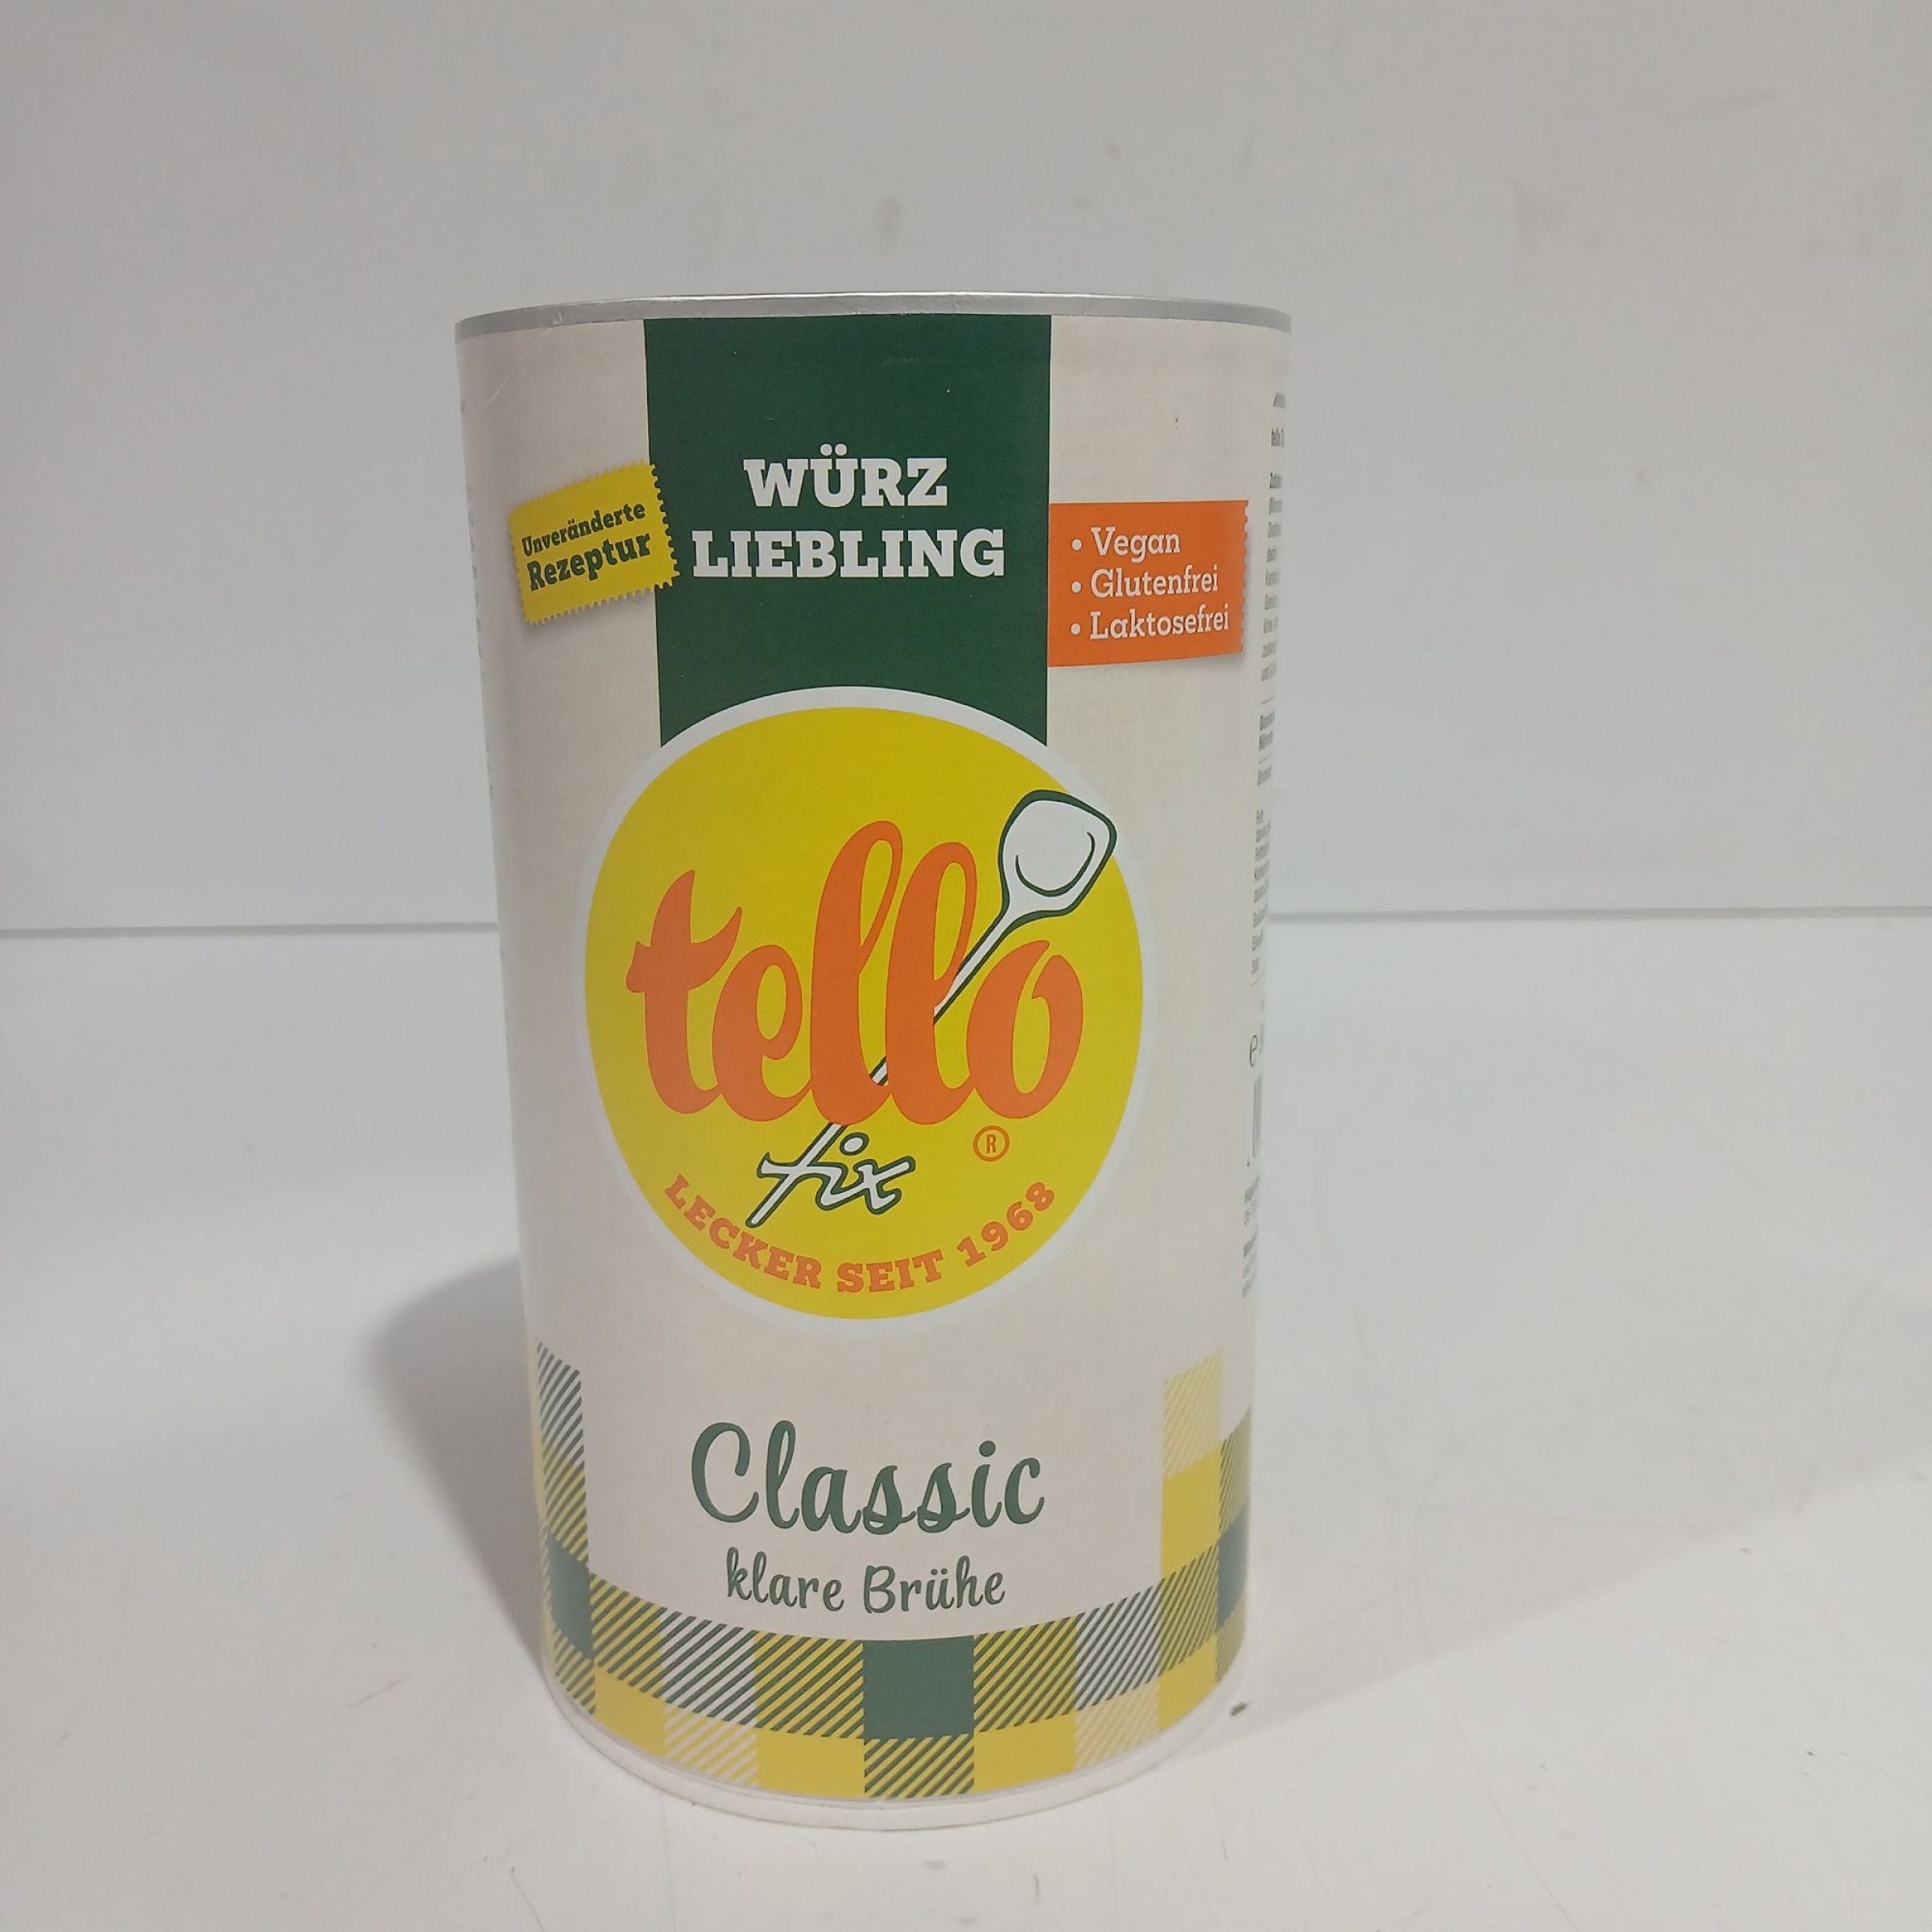 WÜRZ
LIEBLING
Unveränderte
Rezeptur
• Vegan
• Glutenfrei
• Laktosefrei
tello
fix
®
LECKER SEIT 1968
Classic
klare Brühe
e